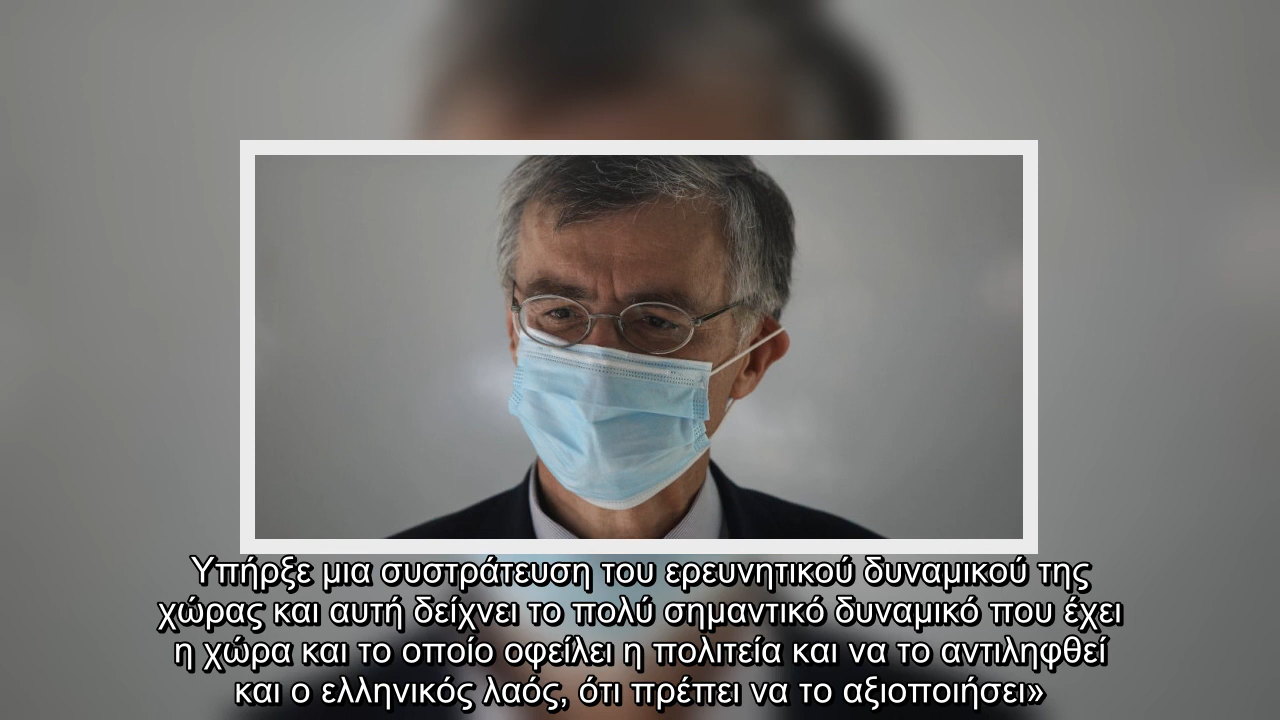 Υπήρξε μια συστράτευση του ερευνητικού δυναμικού της
χώρας και αυτή δείχνει το πολύ σημαντικό δυναμικό που έχει
η χώρα και το οποίο οφείλει η πολιτεία και να το αντιληφθεί
και ο ελληνικός λαός, ότι πρέπει να το αξιοποιήσει»